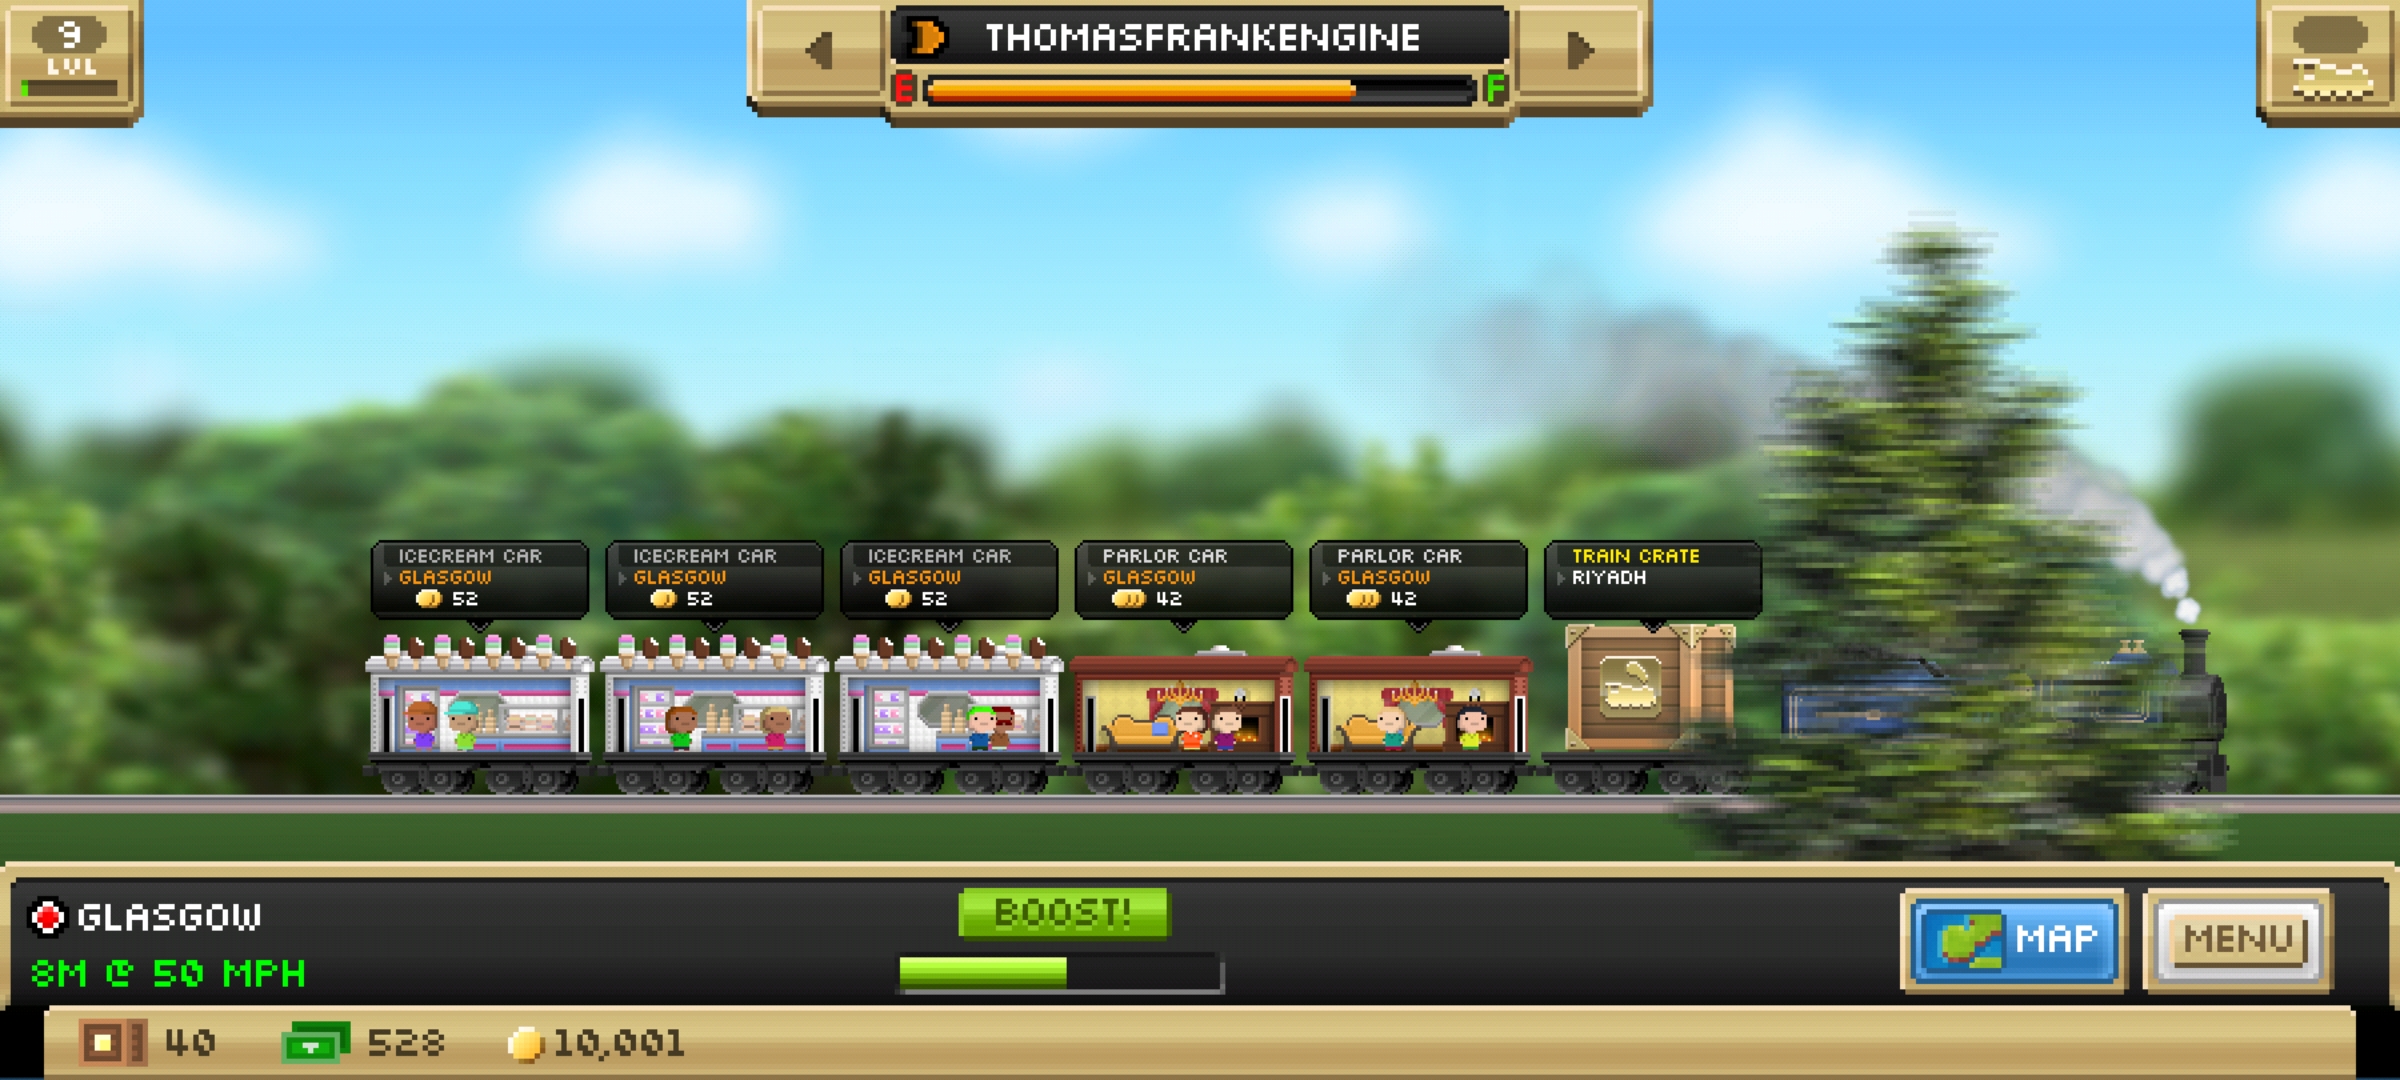 9
LVL
THOMASFRANKENGINE
E F
ICECREAM CAR
GLASGOW
52
ICECREAM CAR
GLASGOW
52
ICECREAM CAR
GLASGOW
52
PARLOR CAR
GLASGOW
42
PARLOR CAR
GLASGOW
42
TRAIN CRATE
RIYADH
GLASGOW
8M @ 50 MPH
BOOST!
MAP
MENU
40
528
10,001